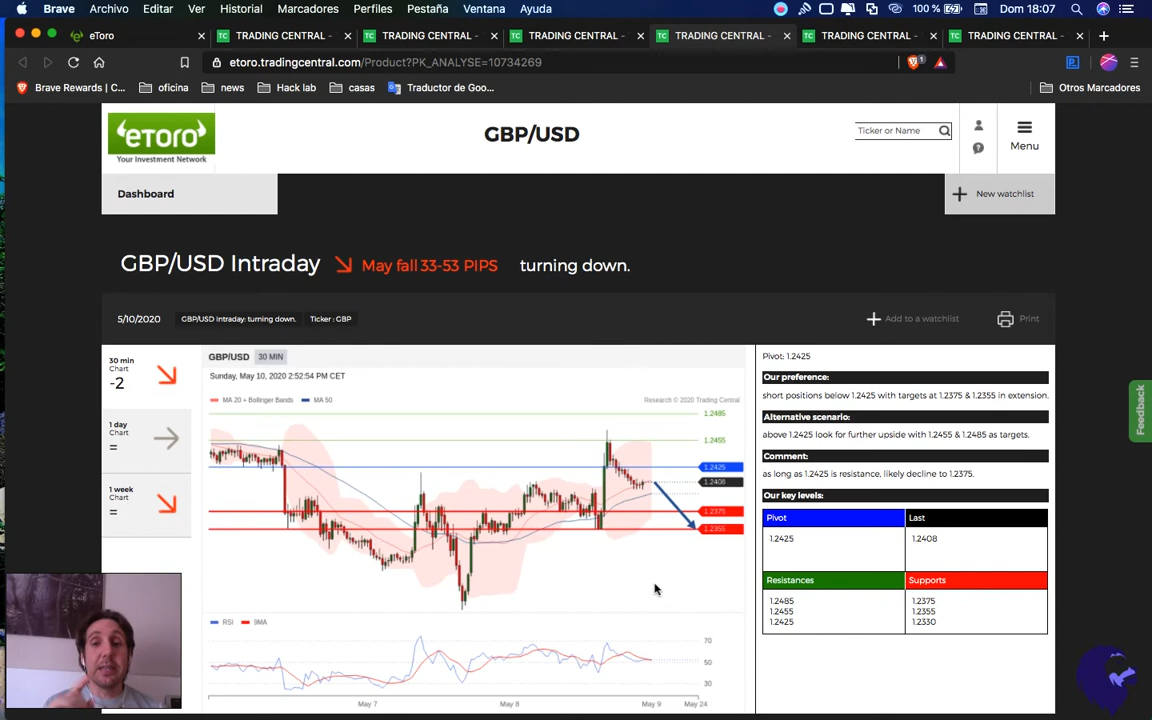 Brave Archivo Editar Ver Historial Marcadores Perfiles Pestaña Ventana Ayuda 100 % Dom 18:07
eToro × TRADING CENTRAL - × TRADING CENTRAL - × TRADING CENTRAL - × TRADING CENTRAL - × TRADING CENTRAL - × TRADING CENTRAL - × +
etoro.tradingcentral.com/Product?PK_ANALYSE=10734269
Brave Rewards | C... oficina news Hack lab casas Traductor de Goo... Otros Marcadores
eToro
Your Investment Network
GBP/USD
Ticker or Name
Menu
Dashboard
New watchlist
GBP/USD Intraday May fall 33-53 PIPS turning down.
5/10/2020 GBP/USD Intraday: turning down. Ticker : GBP Add to a watchlist Print
30 min
Chart
-2
1 day
Chart
=
1 week
Chart
=
GBP/USD 30 MIN
Sunday, May 10, 2020 2:52:54 PM CET
MA 20 + Bollinger Bands MA 50 Research © 2020 Trading Central
1.2485
1.2455
1.2425
1.2408
1.2375
1.2355
RSI 9MA
70
50
30
May 7 May 8 May 9 May 24
Pivot: 1.2425
Our preference:
short positions below 1.2425 with targets at 1.2375 & 1.2355 in extension.
Alternative scenario:
above 1.2425 look for further upside with 1.2455 & 1.2485 as targets.
Comment:
as long as 1.2425 is resistance, likely decline to 1.2375.
Our key levels:
Pivot Last
1.2425 1.2408
Resistances Supports
1.2485 1.2375
1.2455 1.2355
1.2425 1.2330
Feedback